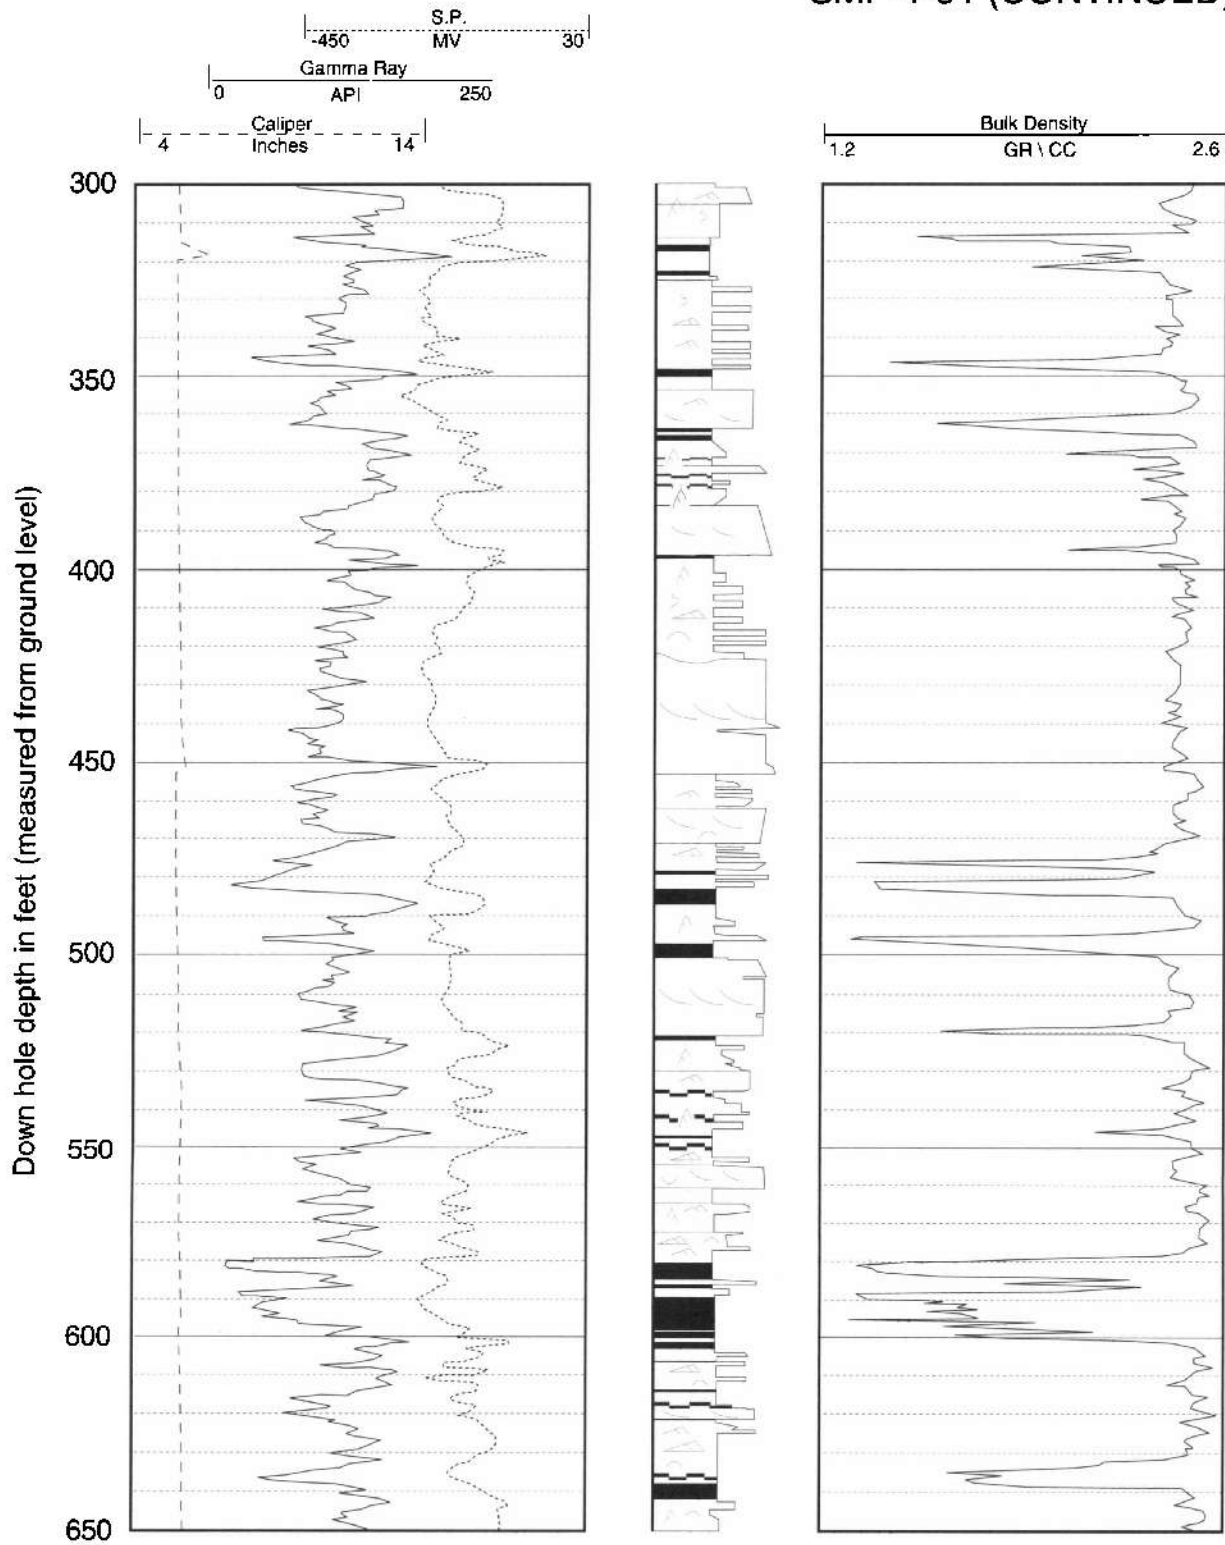 (CONTINUED)
S.P.
-450 MV 30
Gamma Ray
0 API 250
Caliper
4 Inches 14
Bulk Density
1.2 GR \ CC 2.6
Down hole depth in feet (measured from ground level)
300
350
400
450
500
550
600
650